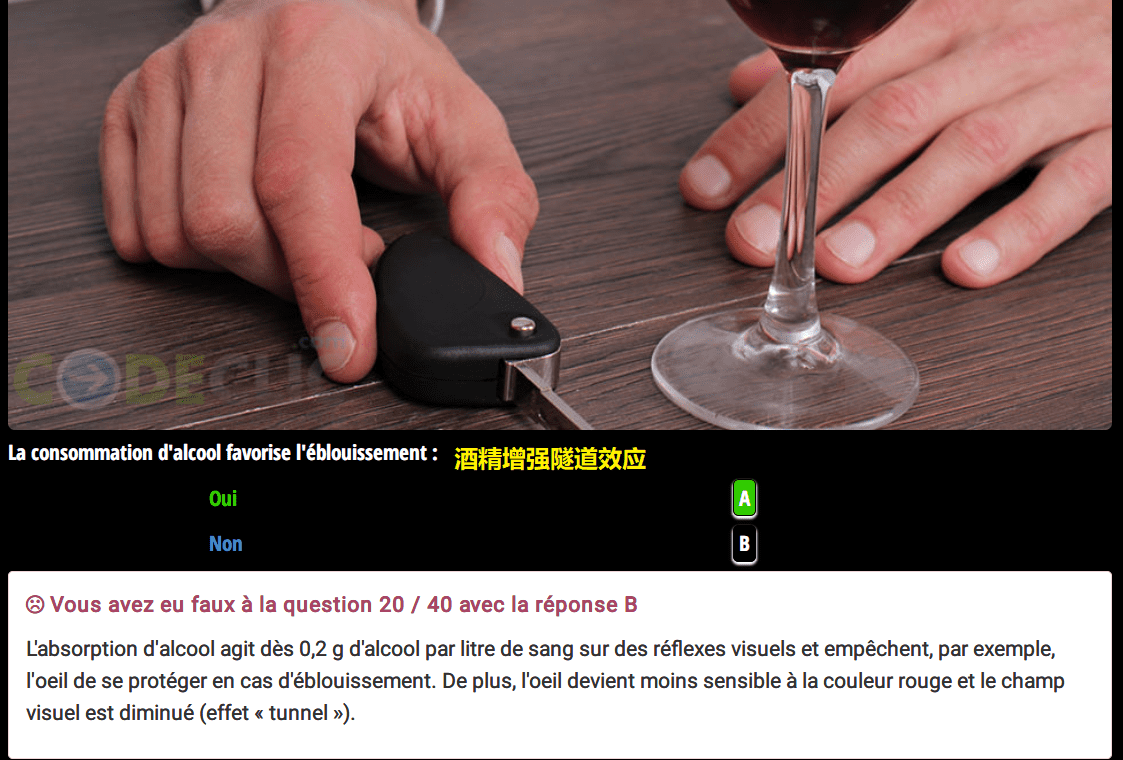 CODECLIC.com
La consommation d'alcool favorise l'éblouissement : 酒精增强隧道效应
Oui A
Non B
Vous avez eu faux à la question 20 / 40 avec la réponse B
L'absorption d'alcool agit dès 0,2 g d'alcool par litre de sang sur des réflexes visuels et empêchent, par exemple,
l'oeil de se protéger en cas d'éblouissement. De plus, l'oeil devient moins sensible à la couleur rouge et le champ
visuel est diminué (effet « tunnel »).